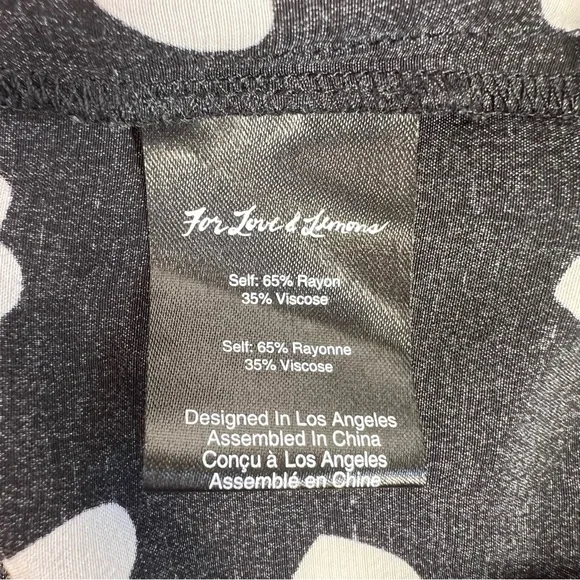 For Love & Lemons
Self: 65% Rayon
35% Viscose
Self: 65% Rayonne
35% Viscose
Designed In Los Angeles
Assembled In China
Conçu à Los Angeles
Assemblé en Chine